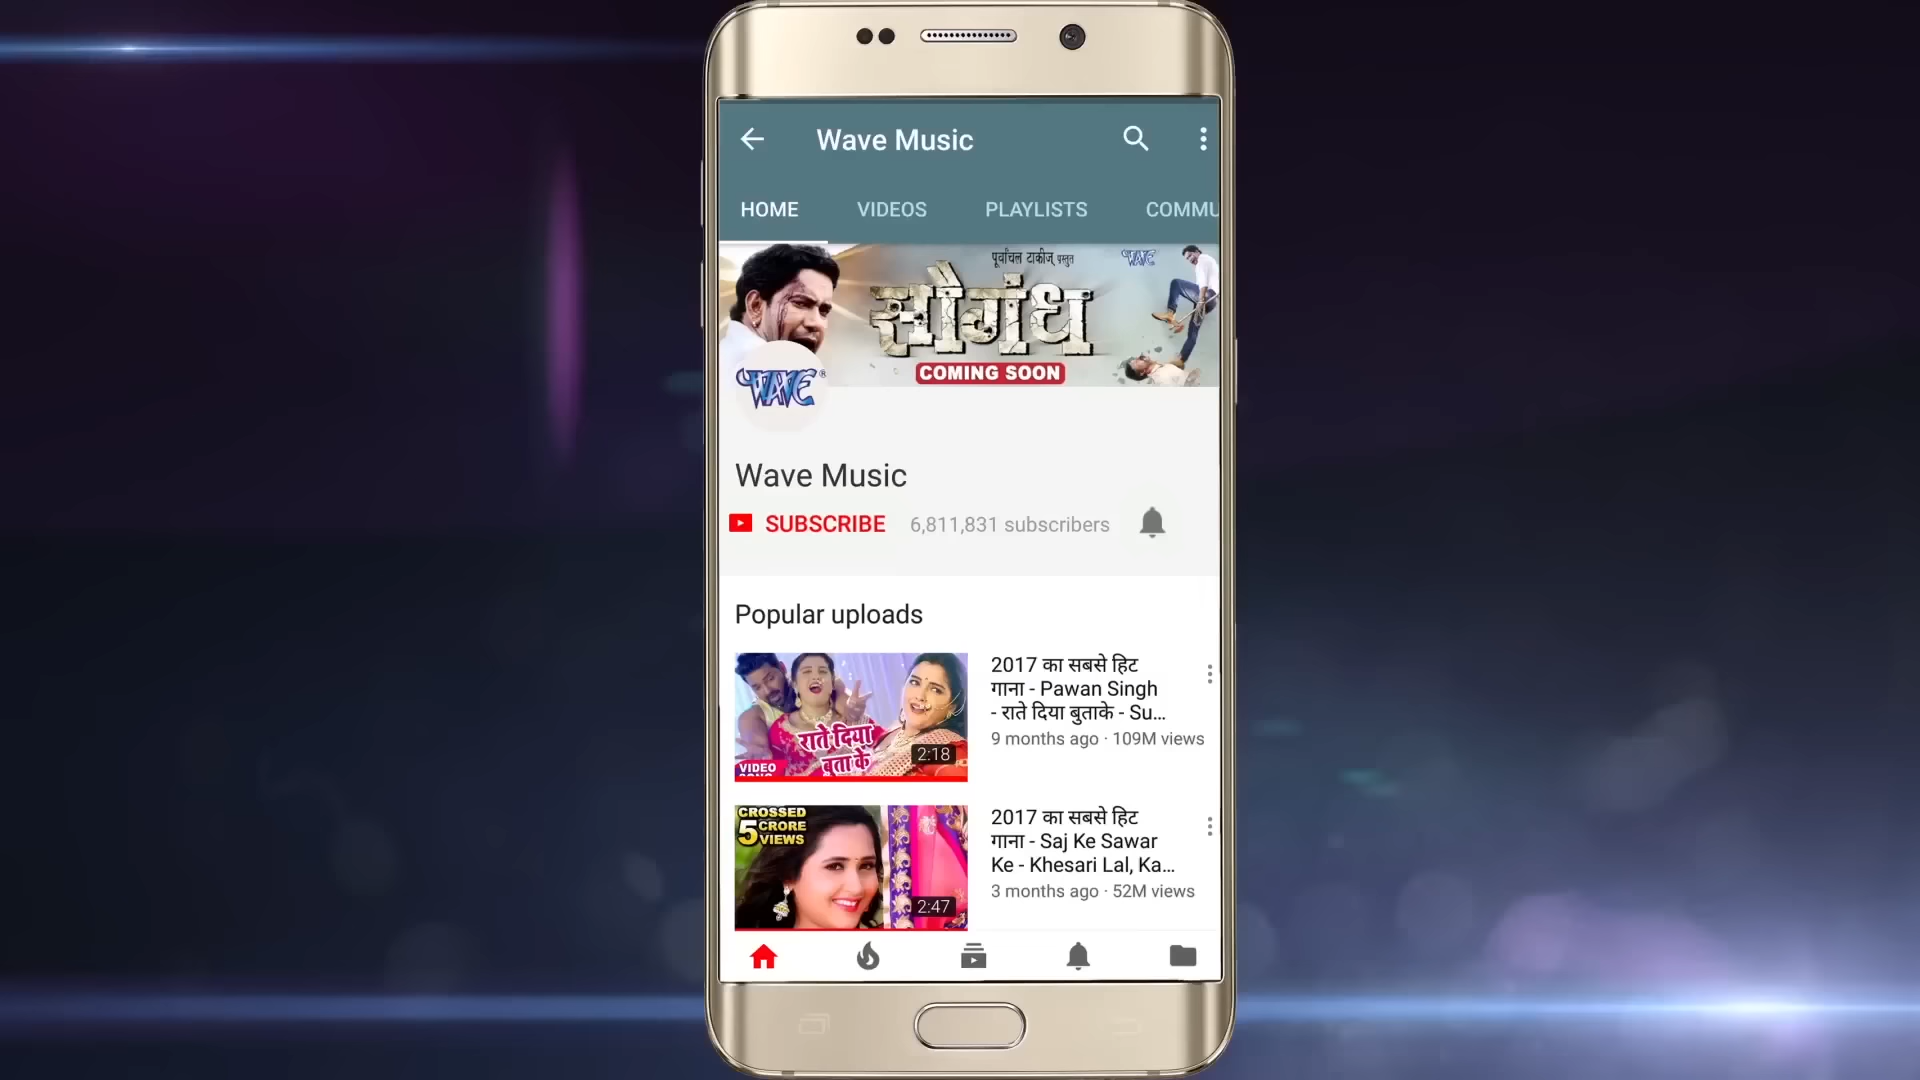 Wave Music
HOME VIDEOS PLAYLISTS COMMU
पूर्वांचल टाकीज् प्रस्तुत
WAVE
सौगंध
COMING SOON
WAVE®
Wave Music
SUBSCRIBE 6,811,831 subscribers
Popular uploads
राते दिया
बुता के
VIDEO
2:18
2017 का सबसे हिट
गाना - Pawan Singh
- राते दिया बुताके - Su...
9 months ago · 109M views
CROSSED
5 CRORE
VIEWS
2:47
2017 का सबसे हिट
गाना - Saj Ke Sawar
Ke - Khesari Lal, Ka...
3 months ago · 52M views